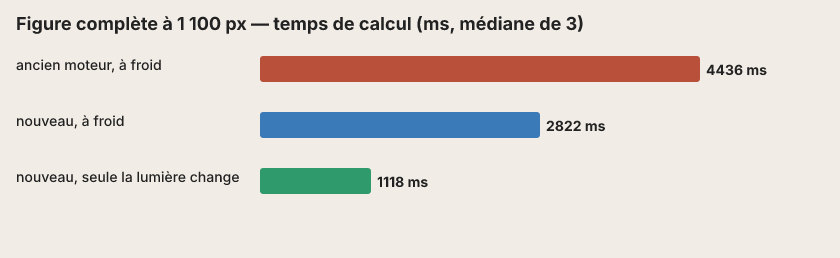 Figure complète à 1 100 px — temps de calcul (ms, médiane de 3)
ancien moteur, à froid
4436 ms
nouveau, à froid
2822 ms
nouveau, seule la lumière change
1118 ms